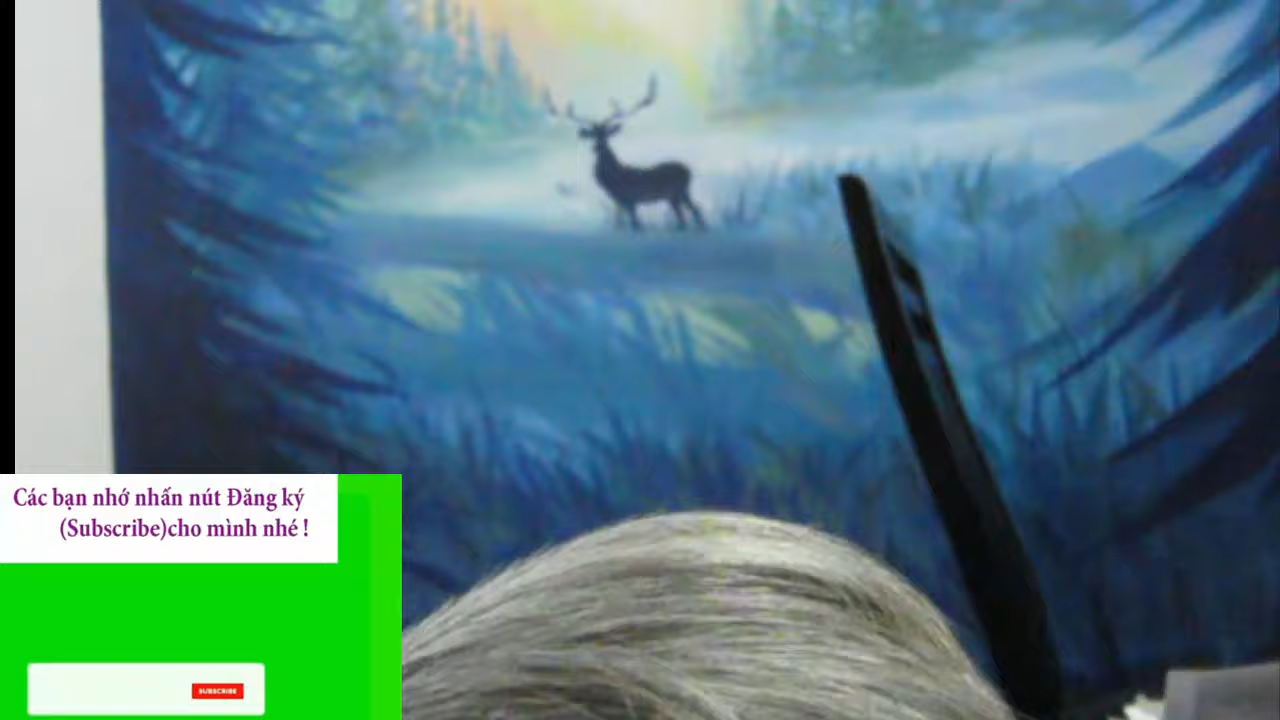 Các bạn nhớ nhấn nút Đăng ký
(Subscribe)cho mình nhé !
SUBSCRIBE